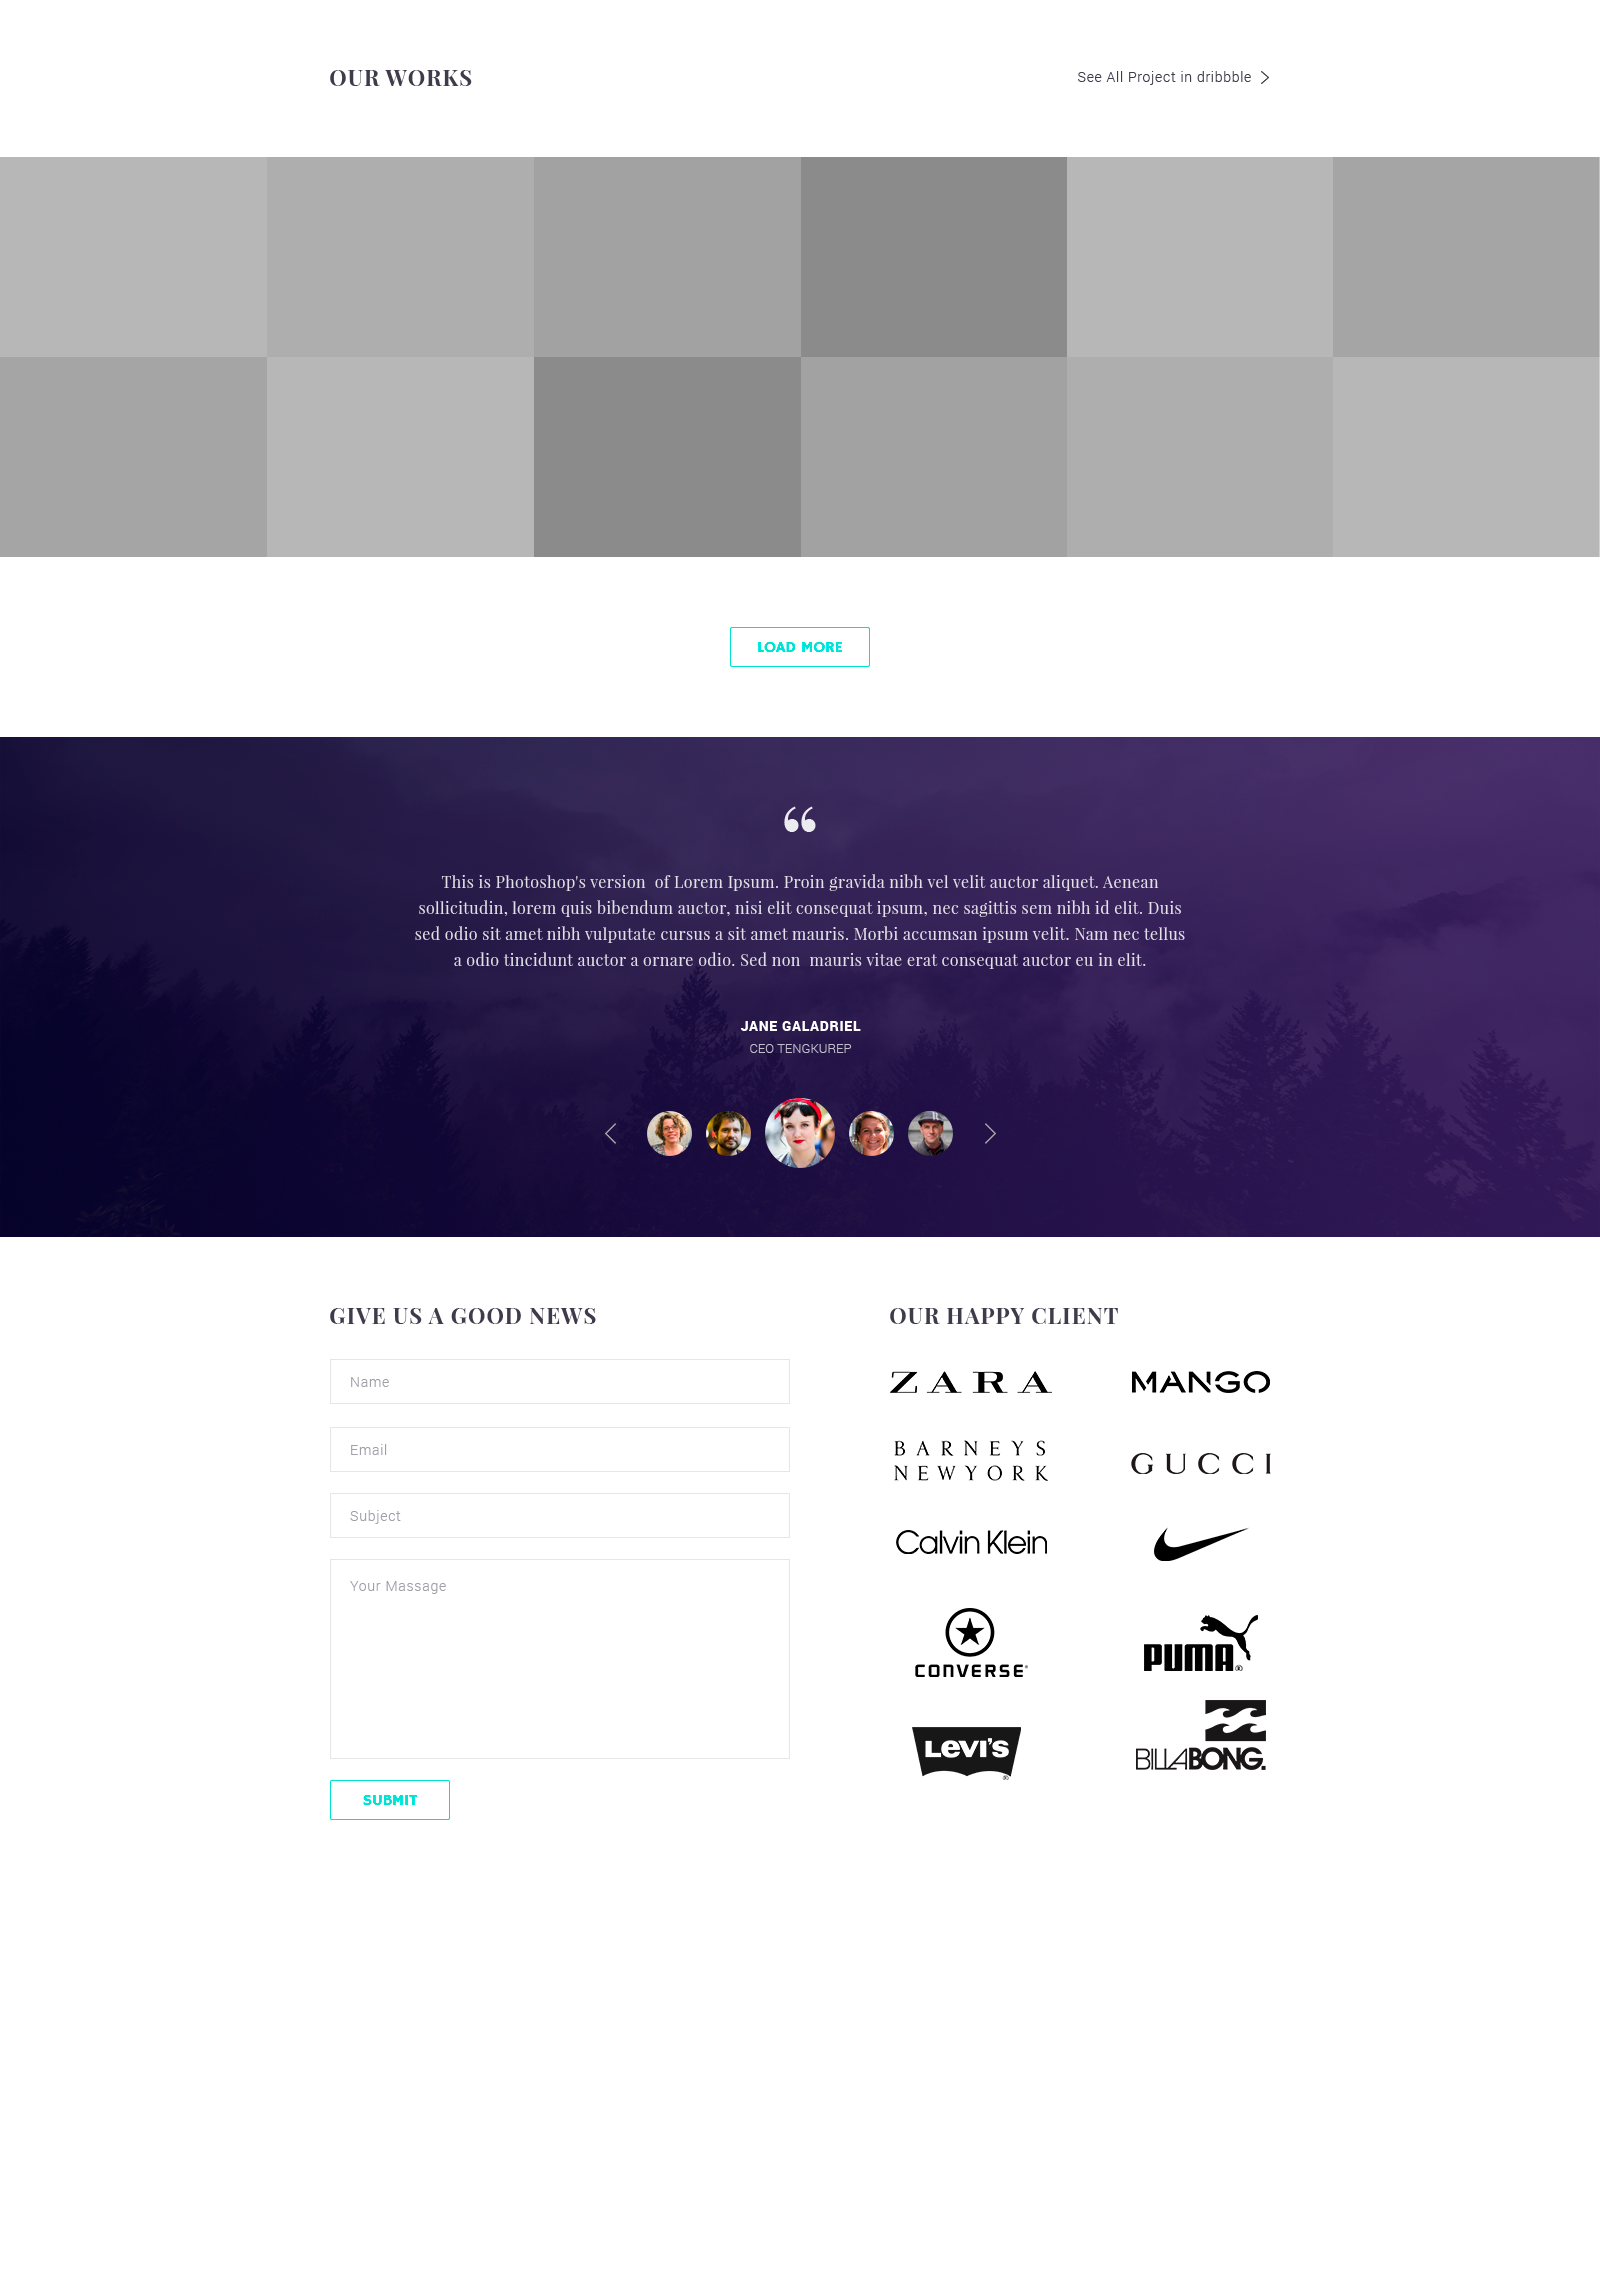 OUR WORKS
See All Project in dribbble
LOAD MORE
“
This is Photoshop's version  of Lorem Ipsum. Proin gravida nibh vel velit auctor aliquet. Aenean
sollicitudin, lorem quis bibendum auctor, nisi elit consequat ipsum, nec sagittis sem nibh id elit. Duis
sed odio sit amet nibh vulputate cursus a sit amet mauris. Morbi accumsan ipsum velit. Nam nec tellus
a odio tincidunt auctor a ornare odio. Sed non  mauris vitae erat consequat auctor eu in elit.
JANE GALADRIEL
CEO TENGKUREP
GIVE US A GOOD NEWS
Name
Email
Subject
Your Massage
SUBMIT
OUR HAPPY CLIENT
ZARA
MANGO
BARNEYS
NEWYORK
GUCCI
Calvin Klein
CONVERSE
PUMA®
LEVI'S®
BILLABONG.